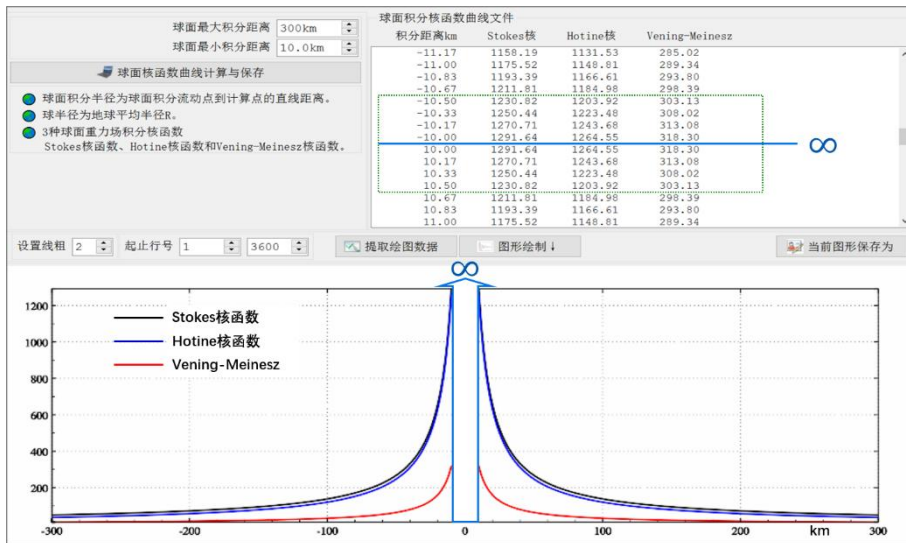 球面最大积分距离 300km
球面最小积分距离 10.0km
球面核函数曲线计算与保存
球面积分半径为球面积分流动点到计算点的直线距离。
球半径为地球平均半径R。
3种球面重力场积分核函数
Stokes核函数、Hotine核函数和Vening-Meinesz核函数。
球面积分核函数曲线文件
积分距离km Stokes核 Hotine核 Vening-Meinesz
-11.17 1158.19 1131.53 285.02
-11.00 1175.52 1148.81 289.34
-10.83 1193.39 1166.61 293.80
-10.67 1211.81 1184.98 298.39
-10.50 1230.82 1203.92 303.13
-10.33 1250.44 1223.48 308.02
-10.17 1270.71 1243.68 313.08
-10.00 1291.64 1264.55 318.30
∞
10.00 1291.64 1264.55 318.30
10.17 1270.71 1243.68 313.08
10.33 1250.44 1223.48 308.02
10.50 1230.82 1203.92 303.13
10.67 1211.81 1184.98 298.39
10.83 1193.39 1166.61 293.80
11.00 1175.52 1148.81 289.34
设置线粗 2 起止行号 1 3600 提取绘图数据 图形绘制↓ 当前图形保存为
∞
1200
1000
800
600
400
200
Stokes核函数
Hotine核函数
Vening-Meinesz
-300 -200 -100 0 100 200 km 300